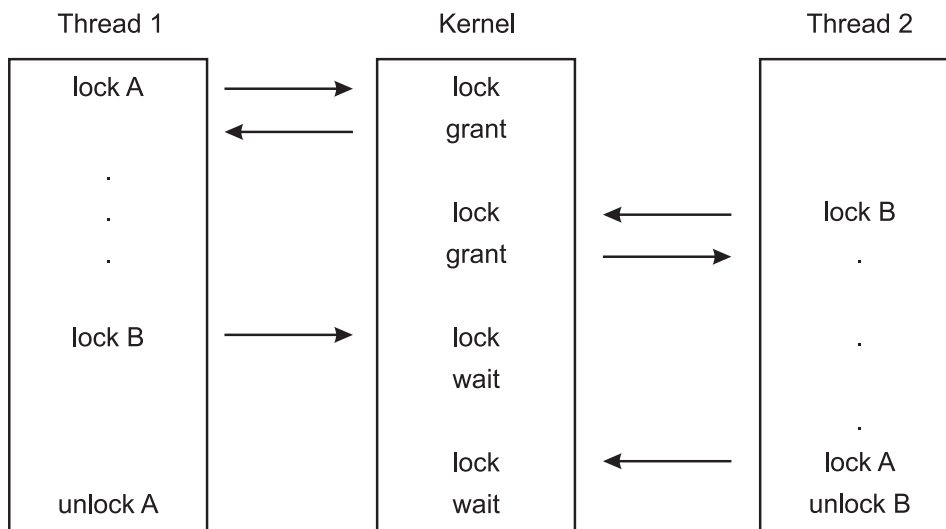 Thread 1 Kernel Thread 2
lock A lock
grant
.
. lock lock B
. grant .
lock B lock .
wait
.
lock lock A
unlock A wait unlock B